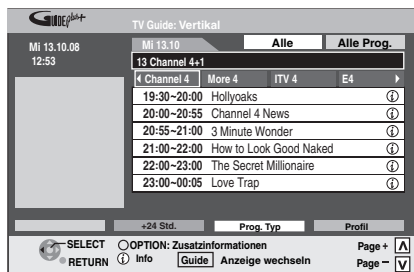 GUIDE Plus+
TV Guide: Vertikal
Mi 13.10.08
12:53
Mi 13.10 Alle Alle Prog.
13 Channel 4+1
Channel 4 More 4 ITV 4 E4
19:30~20:00 Hollyoaks
20:00~20:55 Channel 4 News
20:55~21:00 3 Minute Wonder
21:00~22:00 How to Look Good Naked
22:00~23:00 The Secret Millionaire
23:00~00:05 Love Trap
+24 Std. Prog. Typ Profil
SELECT OPTION: Zusatzinformationen Page + ∧
RETURN i Info Guide Anzeige wechseln Page − ∨